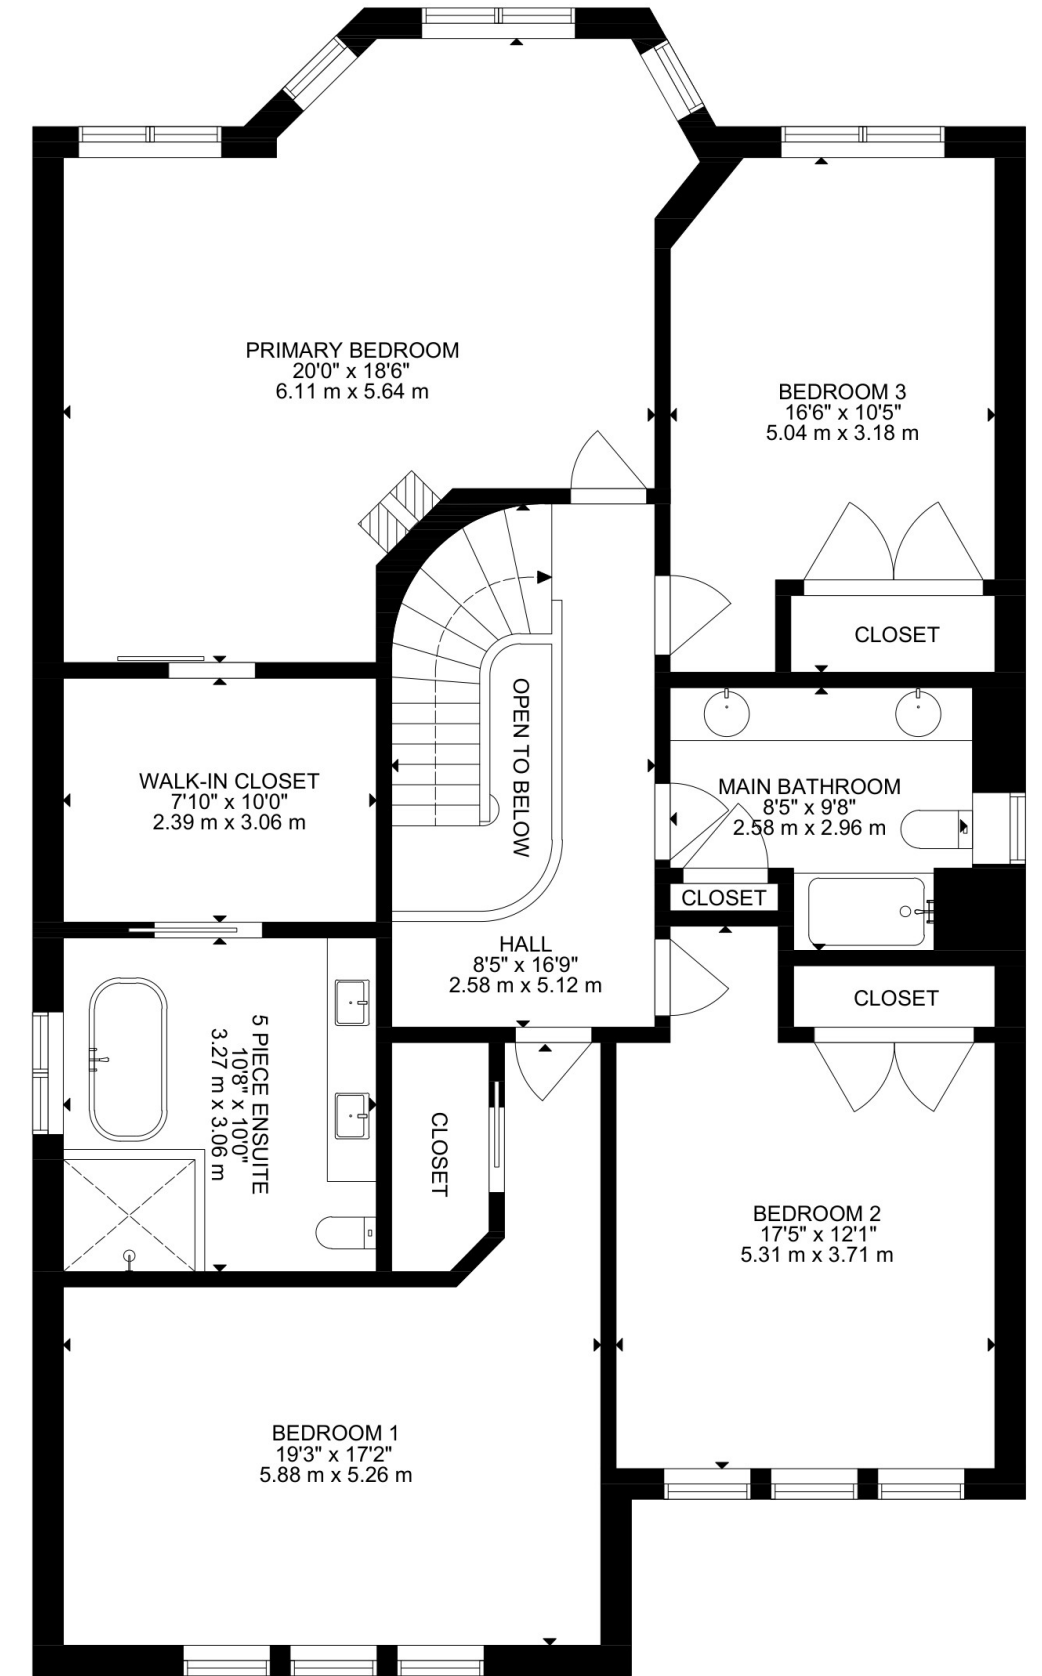 PRIMARY BEDROOM
20'0" x 18'6"
6.11 m x 5.64 m
BEDROOM 3
16'6" x 10'5"
5.04 m x 3.18 m
CLOSET
OPEN TO BELOW
WALK-IN CLOSET
7'10" x 10'0"
2.39 m x 3.06 m
MAIN BATHROOM
8'5" x 9'8"
2.58 m x 2.96 m
CLOSET
HALL
8'5" x 16'9"
2.58 m x 5.12 m
CLOSET
5 PIECE ENSUITE
10'8" x 10'0"
3.27 m x 3.06 m
CLOSET
BEDROOM 2
17'5" x 12'1"
5.31 m x 3.71 m
BEDROOM 1
19'3" x 17'2"
5.88 m x 5.26 m